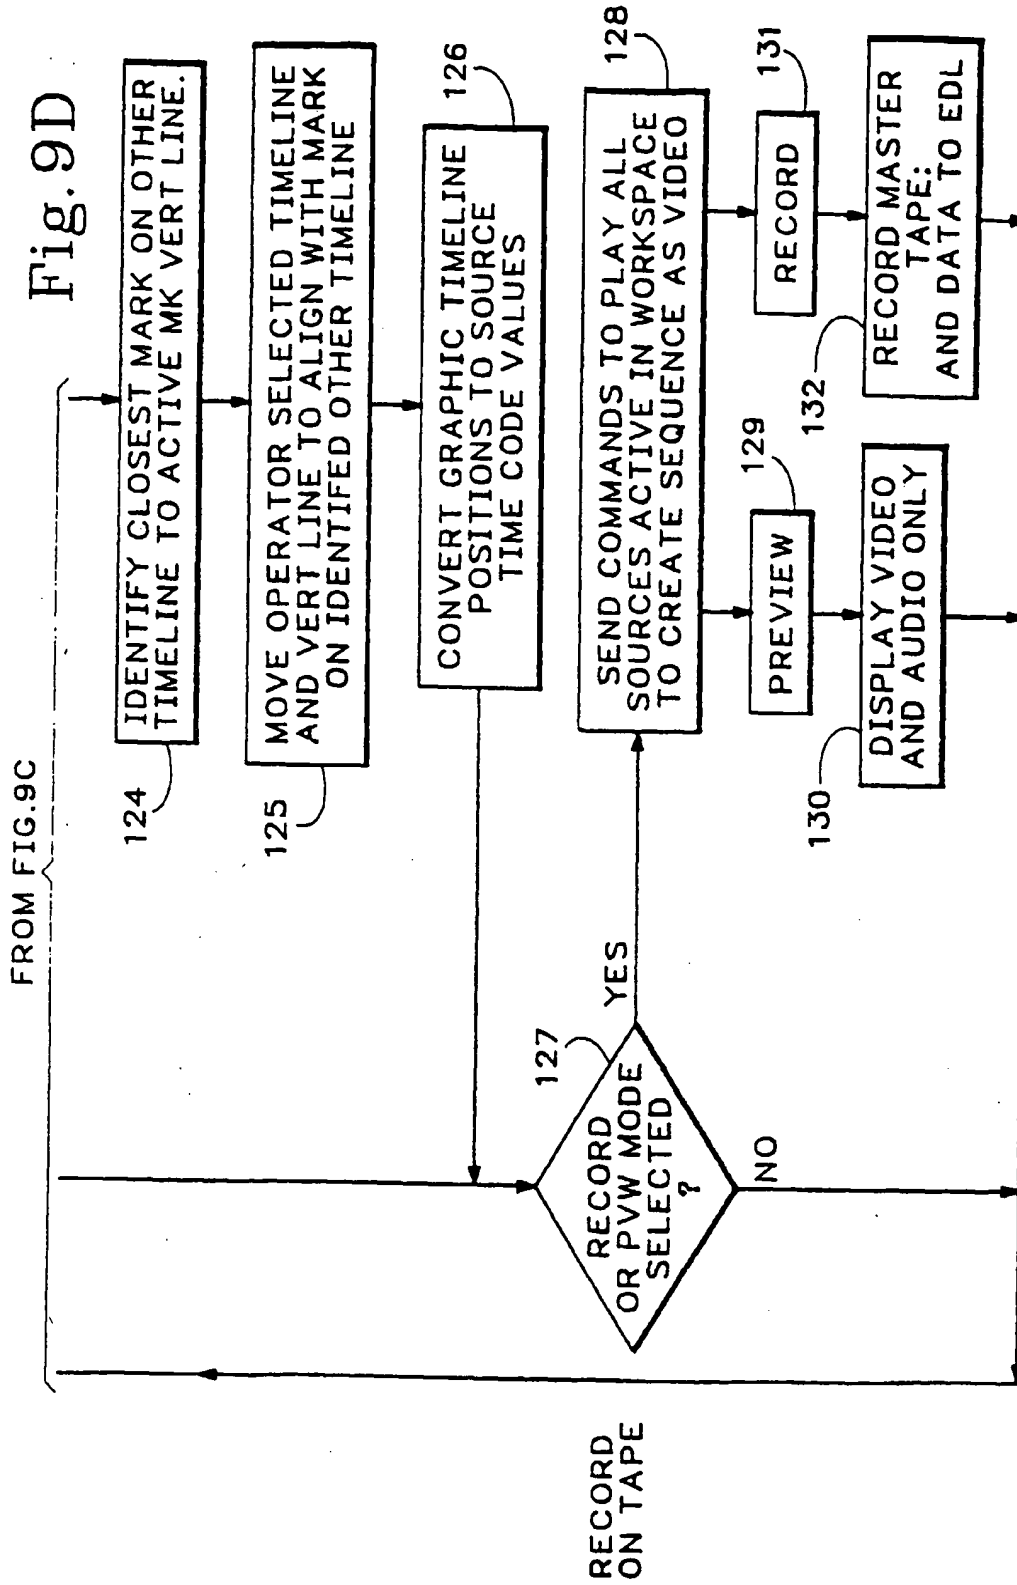 Fig.9D
FROM FIG.9C
IDENTIFY CLOSEST MARK ON OTHER
TIMELINE TO ACTIVE MK VERT LINE.
124
MOVE OPERATOR SELECTED TIMELINE
AND VERT LINE TO ALIGN WITH MARK
ON IDENTIFED OTHER TIMELINE
125
CONVERT GRAPHIC TIMELINE
POSITIONS TO SOURCE
TIME CODE VALUES
126
RECORD
ON TAPE
RECORD
OR PVW MODE
SELECTED
?
127
YES
NO
SEND COMMANDS TO PLAY ALL
SOURCES ACTIVE IN WORKSPACE
TO CREATE SEQUENCE AS VIDEO
128
PREVIEW
129
RECORD
131
DISPLAY VIDEO
AND AUDIO ONLY
130
RECORD MASTER
TAPE:
AND DATA TO EDL
132